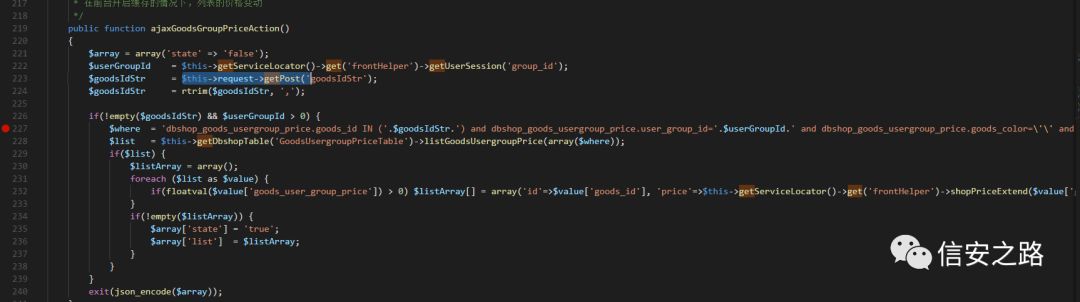 217 * 在前台开启缓存的情况下，列表的价格变动
218 */
219 public function ajaxGoodsGroupPriceAction()
220 {
221 $array = array('state' => 'false');
222 $userGroupId = $this->getServiceLocator()->get('frontHelper')->getUserSession('group_id');
223 $goodsIdStr = $this->request->getPost('goodsIdStr');
224 $goodsIdStr = rtrim($goodsIdStr, ',');
225
226 if(!empty($goodsIdStr) && $userGroupId > 0) {
227 $where = 'dbshop_goods_usergroup_price.goods_id IN ('.$goodsIdStr.') and dbshop_goods_usergroup_price.user_group_id='.$userGroupId.' and dbshop_goods_usergroup_price.goods_color=\'\' and
228 $list = $this->getDbshopTable('GoodsUsergroupPriceTable')->listGoodsUsergroupPrice(array($where));
229 if($list) {
230 $listArray = array();
231 foreach ($list as $value) {
232 if(floatval($value['goods_user_group_price']) > 0) $listArray[] = array('id'=>$value['goods_id'], 'price'=>$this->getServiceLocator()->get('frontHelper')->shopPriceExtend($value['
233 }
234 if(!empty($listArray)) {
235 $array['state'] = 'true';
236 $array['list'] = $listArray;
237 }
238 }
239 }
240 exit(json_encode($array));
信安之路